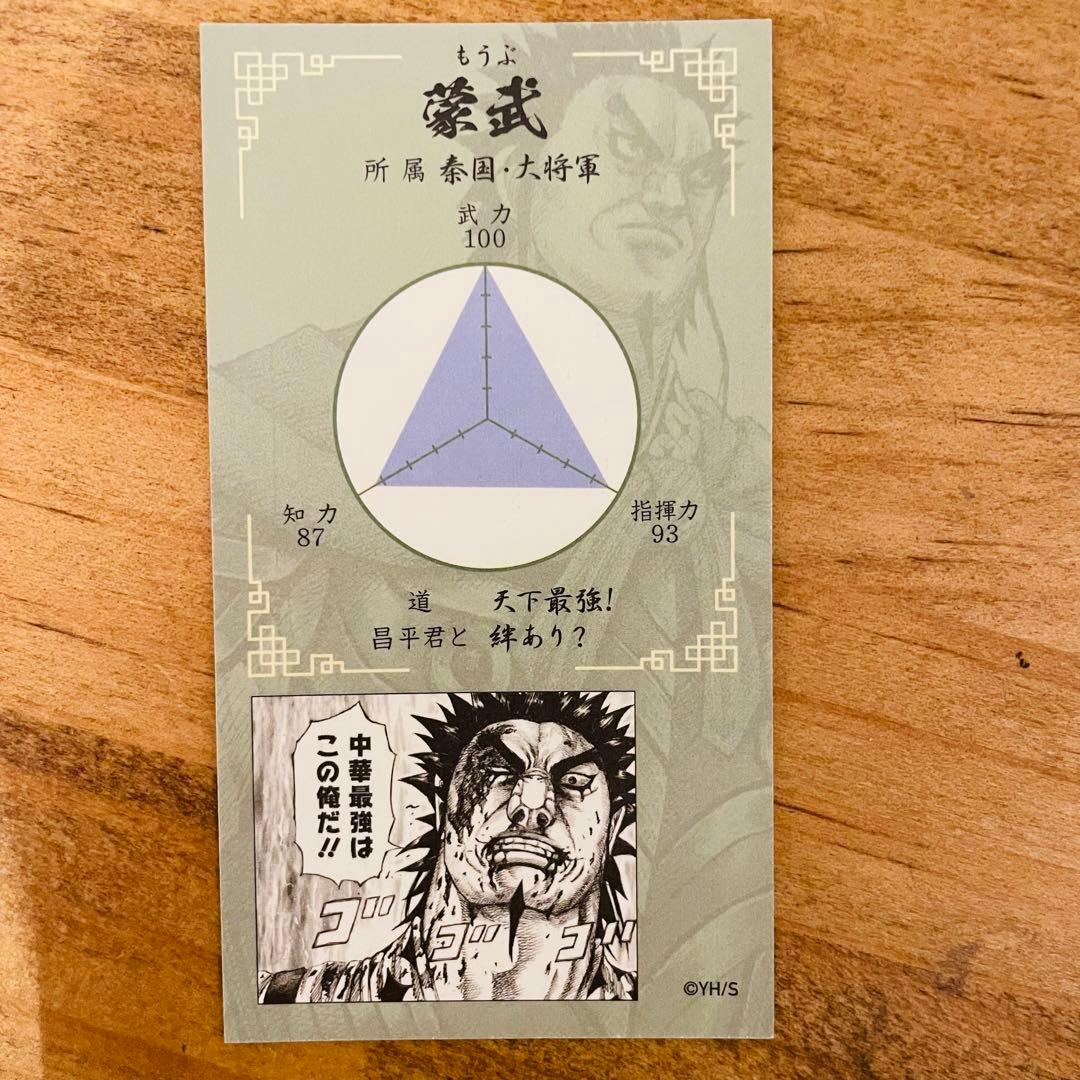 もうぶ
蒙武
所属 秦国・大将軍
武力
100
知力
87
指揮力
93
道 天下最強!
昌平君と 絆あり?
中華最強は
この俺だ!!
ゴ
ゴ
ゴ
©YH/S